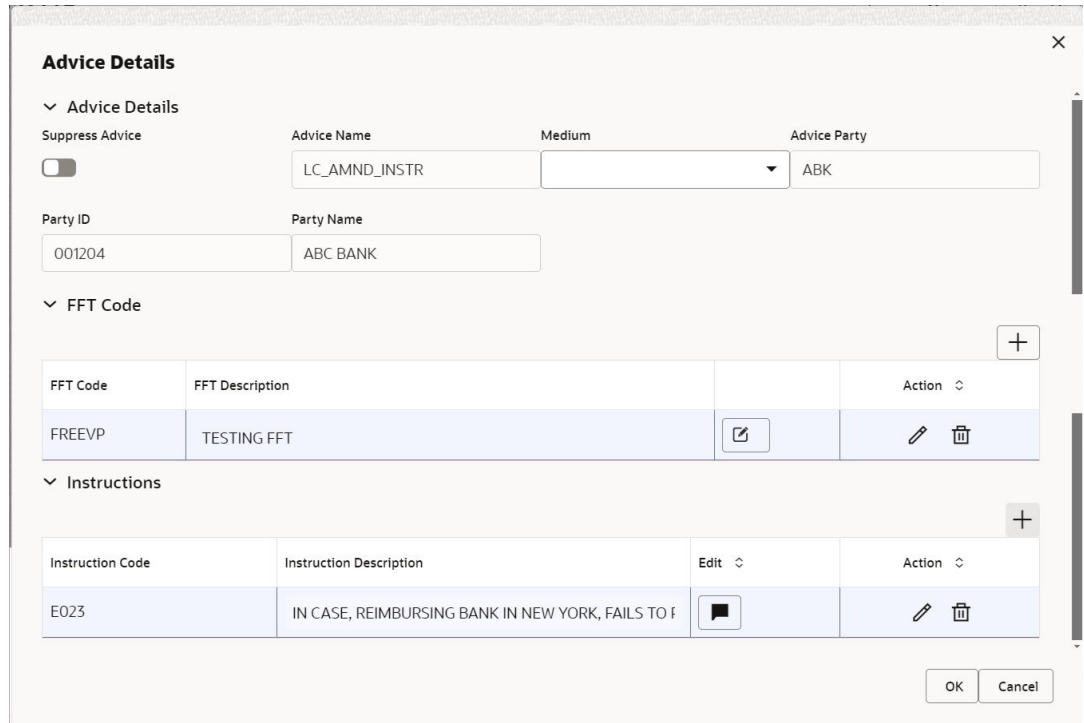 Advice Details
Advice Details
Suppress Advice Advice Name Medium Advice Party
LC_AMND_INSTR ABK
Party ID Party Name
001204 ABC BANK
FFT Code
FFT Code FFT Description Action
FREEVP TESTING FFT
Instructions
Instruction Code Instruction Description Edit Action
E023 IN CASE, REIMBURSING BANK IN NEW YORK, FAILS TO
OK Cancel